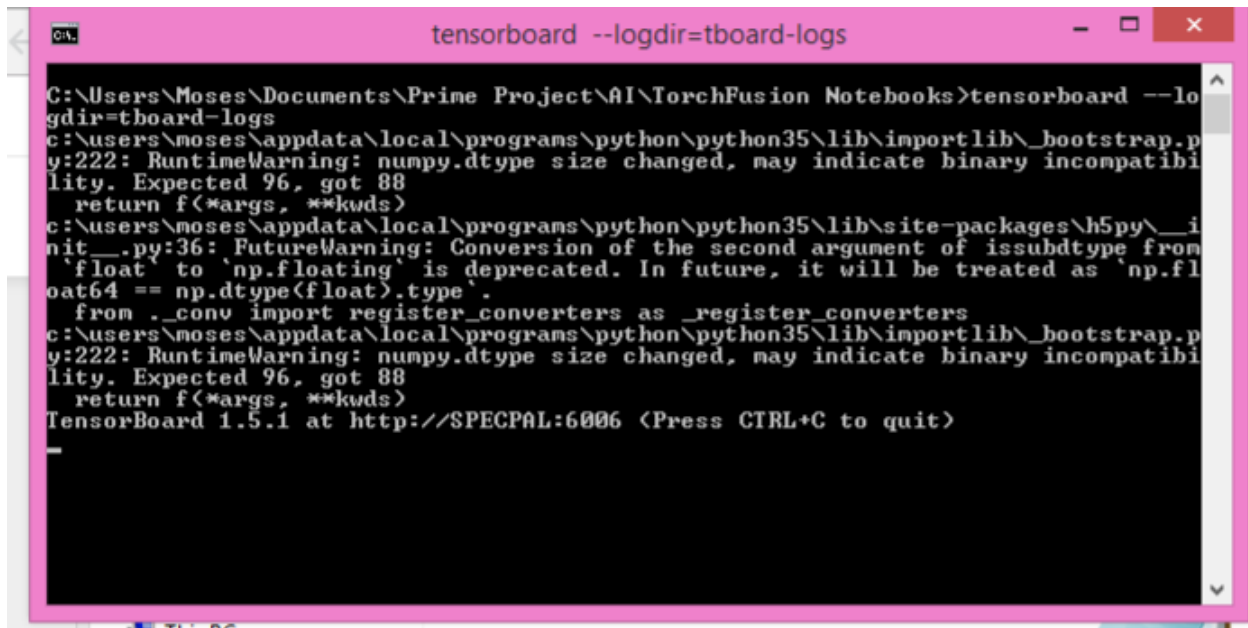 C:\.
tensorboard --logdir=tboard-logs
C:\Users\Moses\Documents\Prime Project\AI\TorchFusion Notebooks>tensorboard --lo
gdir=tboard-logs
c:\users\moses\appdata\local\programs\python\python35\lib\importlib\_bootstrap.p
y:222: RuntimeWarning: numpy.dtype size changed, may indicate binary incompatibi
lity. Expected 96, got 88
  return f(*args, **kwds)
c:\users\moses\appdata\local\programs\python\python35\lib\site-packages\h5py\__i
nit__.py:36: FutureWarning: Conversion of the second argument of issubdtype from
 `float` to `np.floating` is deprecated. In future, it will be treated as `np.fl
oat64 == np.dtype(float).type`.
  from ._conv import register_converters as _register_converters
c:\users\moses\appdata\local\programs\python\python35\lib\importlib\_bootstrap.p
y:222: RuntimeWarning: numpy.dtype size changed, may indicate binary incompatibi
lity. Expected 96, got 88
  return f(*args, **kwds)
TensorBoard 1.5.1 at http://SPECPAL:6006 (Press CTRL+C to quit)